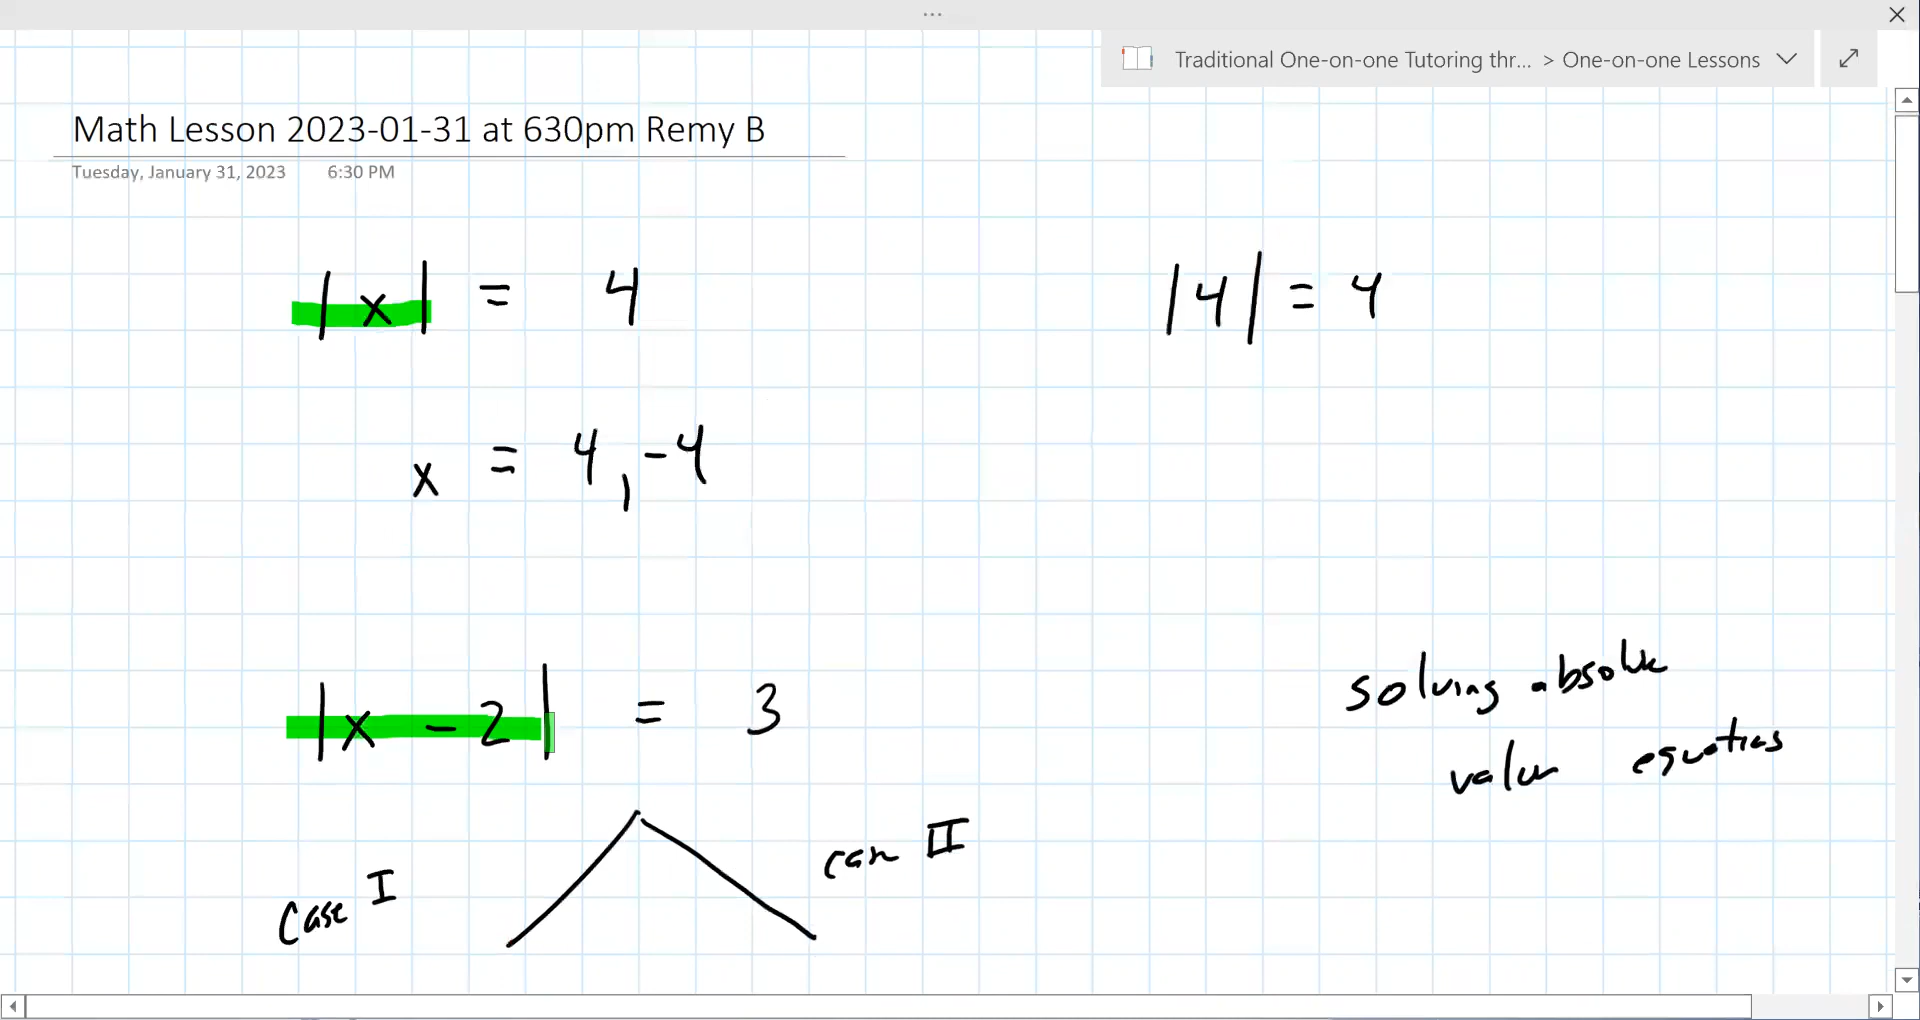 ...
Traditional One-on-one Tutoring thr... > One-on-one Lessons
Math Lesson 2023-01-31 at 630pm Remy B
Tuesday, January 31, 2023 6:30 PM
|x| = 4
|4| = 4
x = 4, -4
|x - 2| = 3
solving absolute
value equations
Case I
case II